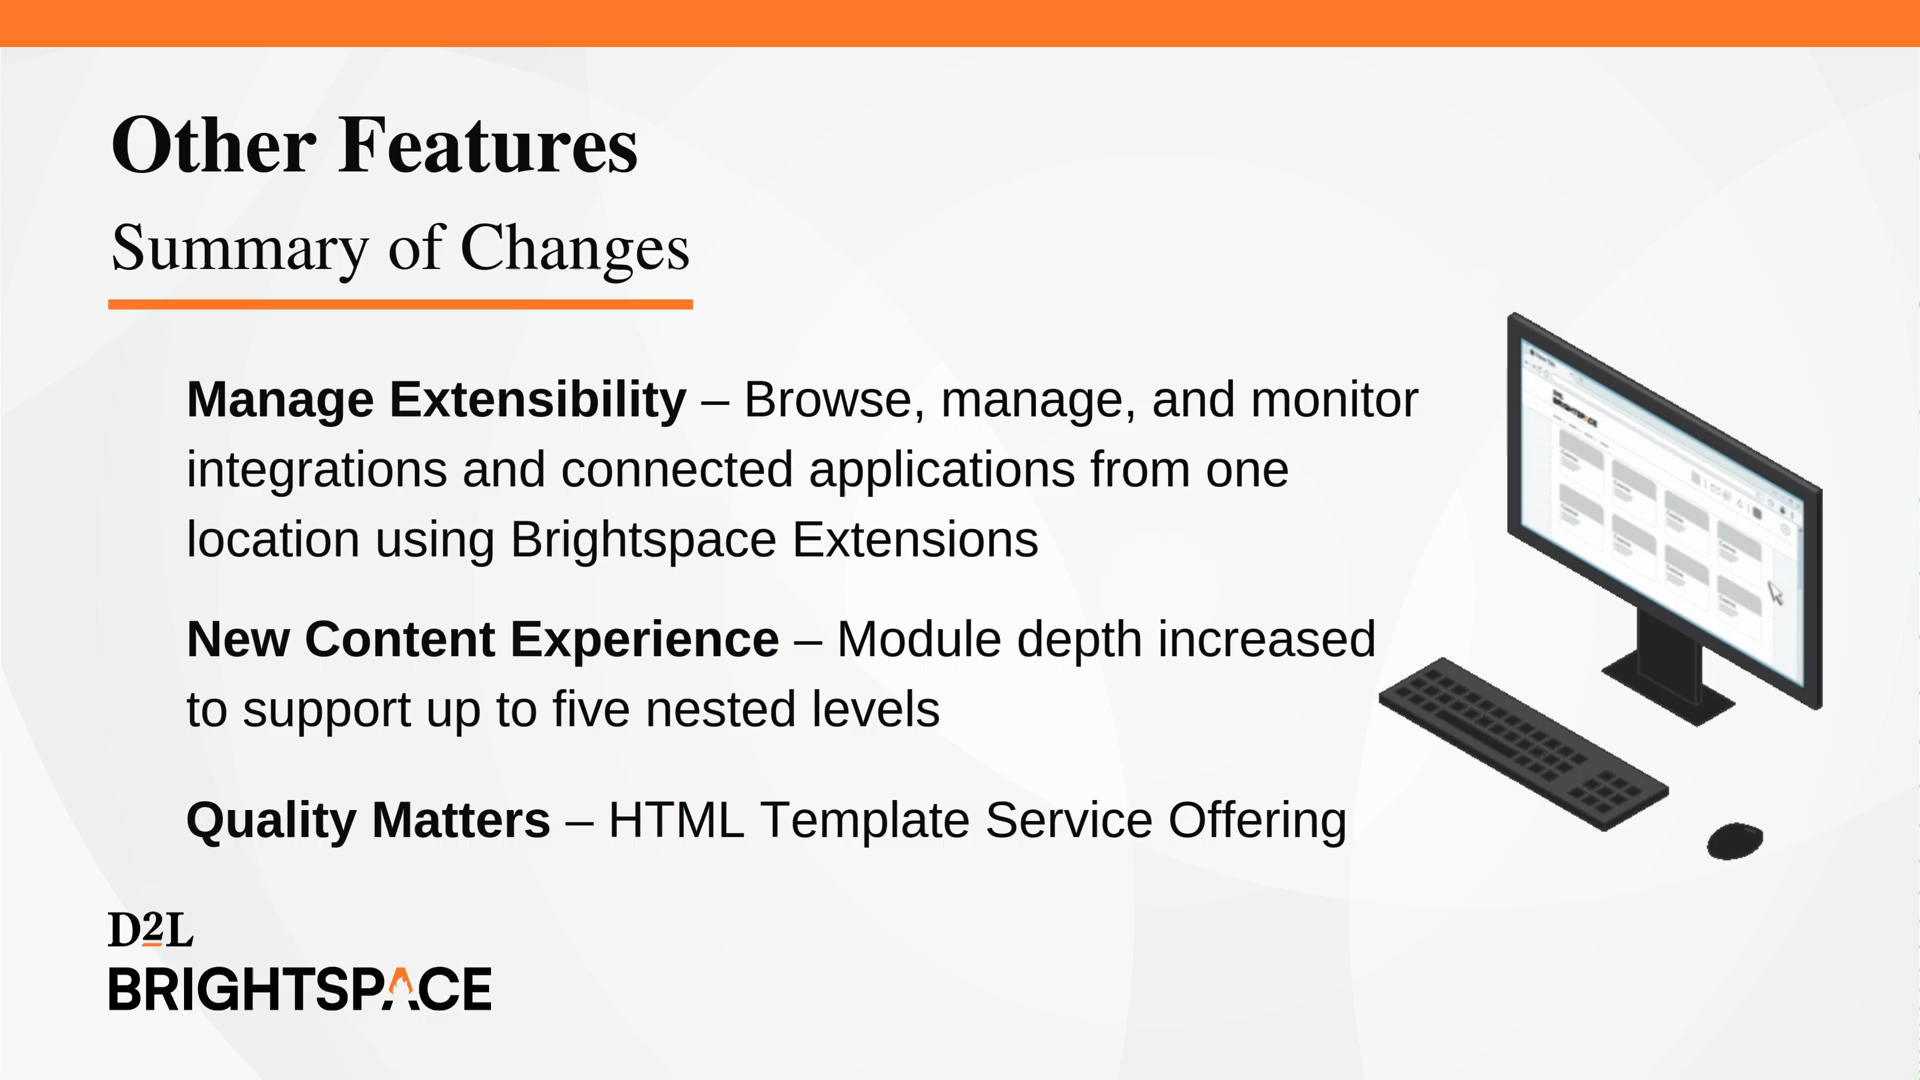 Other Features
Summary of Changes
Manage Extensibility – Browse, manage, and monitor
integrations and connected applications from one
location using Brightspace Extensions
New Content Experience – Module depth increased
to support up to five nested levels
Quality Matters – HTML Template Service Offering
D2L
BRIGHTSPACE